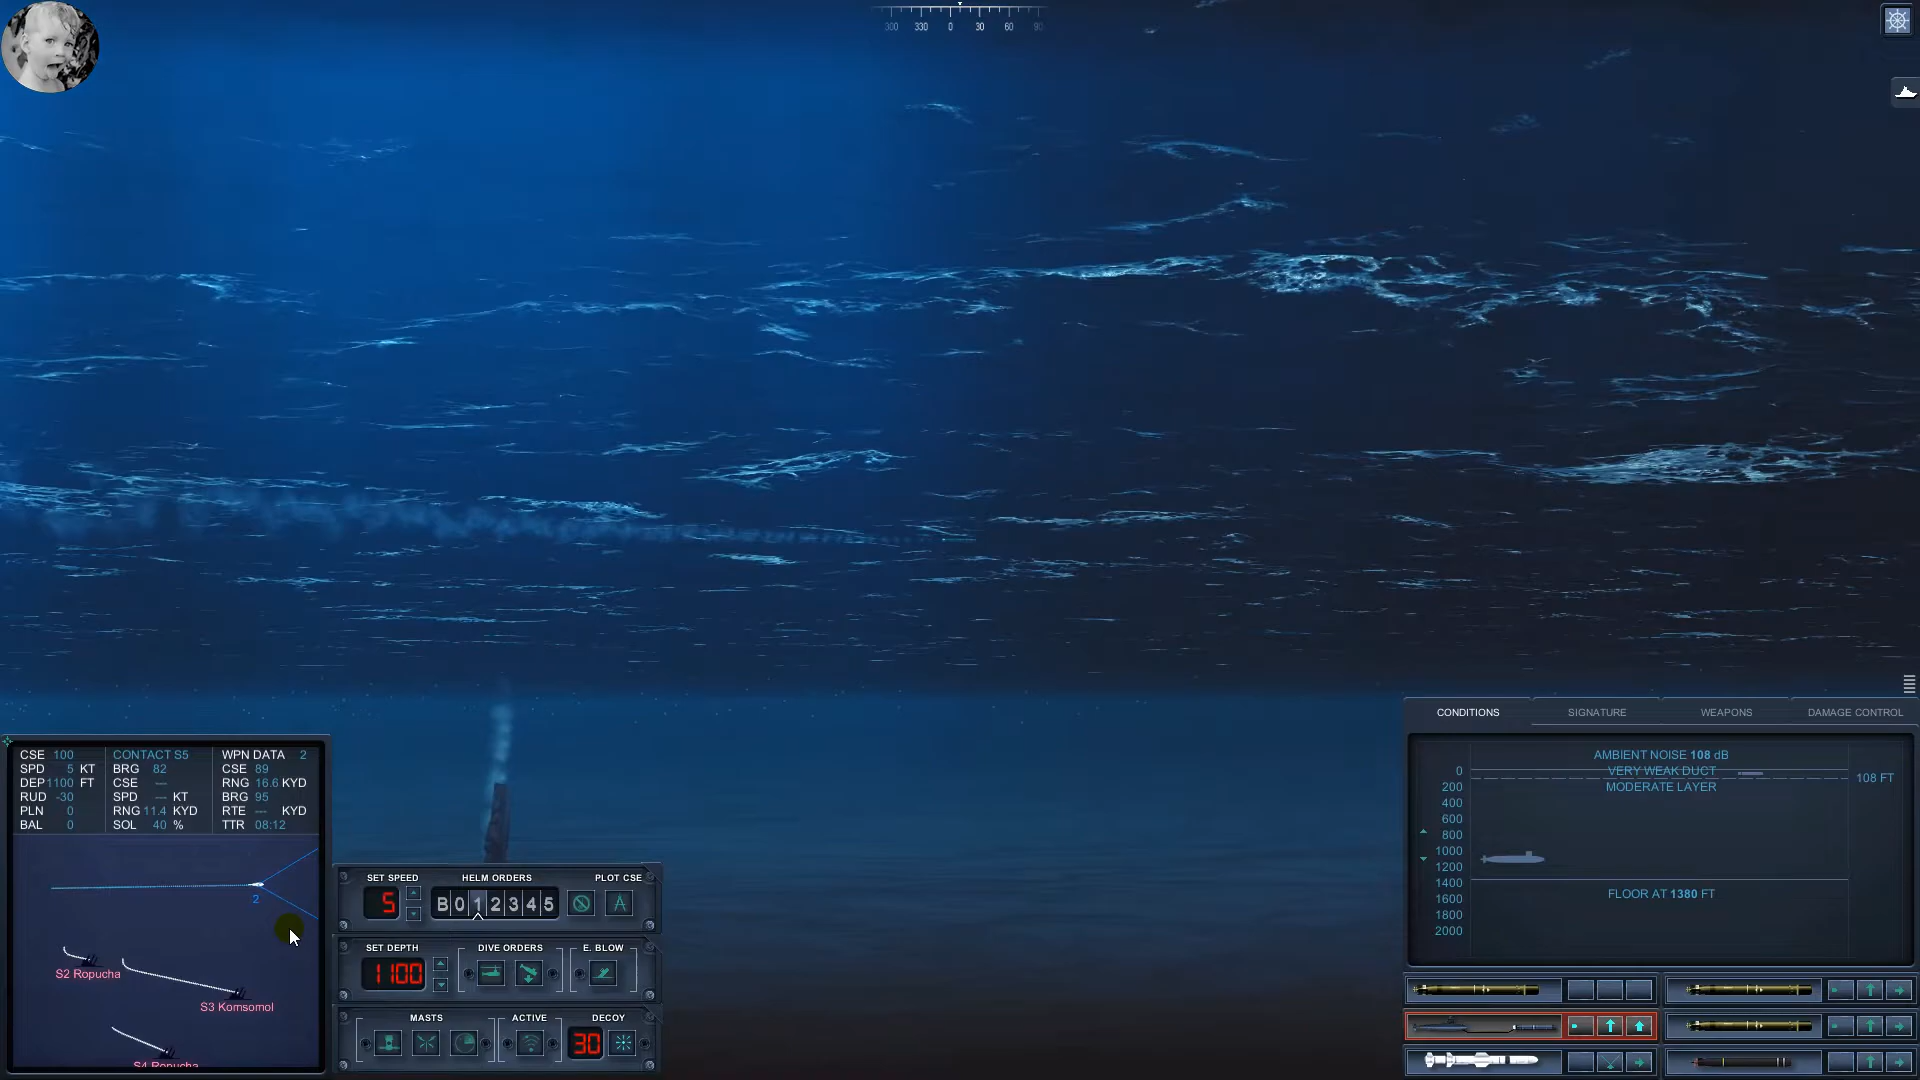 300 330 0 30 60 90
CSE 100
SPD 5 KT
DEP 1100 FT
RUD -30
PLN 0
BAL 0
CONTACT S5
BRG 82
CSE ---
SPD --- KT
RNG 11.4 KYD
SOL 40 %
WPN DATA 2
CSE 89
RNG 16.6 KYD
BRG 95
RTE --- KYD
TTR 08:12
2
S2 Ropucha
S3 Komsomol
S4 Ropucha
SET SPEED
5
HELM ORDERS
B 0 1 2 3 4 5
PLOT CSE
SET DEPTH
1100
DIVE ORDERS
E. BLOW
MASTS
ACTIVE
DECOY
30
CONDITIONS
SIGNATURE
WEAPONS
DAMAGE CONTROL
AMBIENT NOISE 108 dB
VERY WEAK DUCT
MODERATE LAYER
108 FT
0
200
400
600
800
1000
1200
1400
1600
1800
2000
FLOOR AT 1380 FT